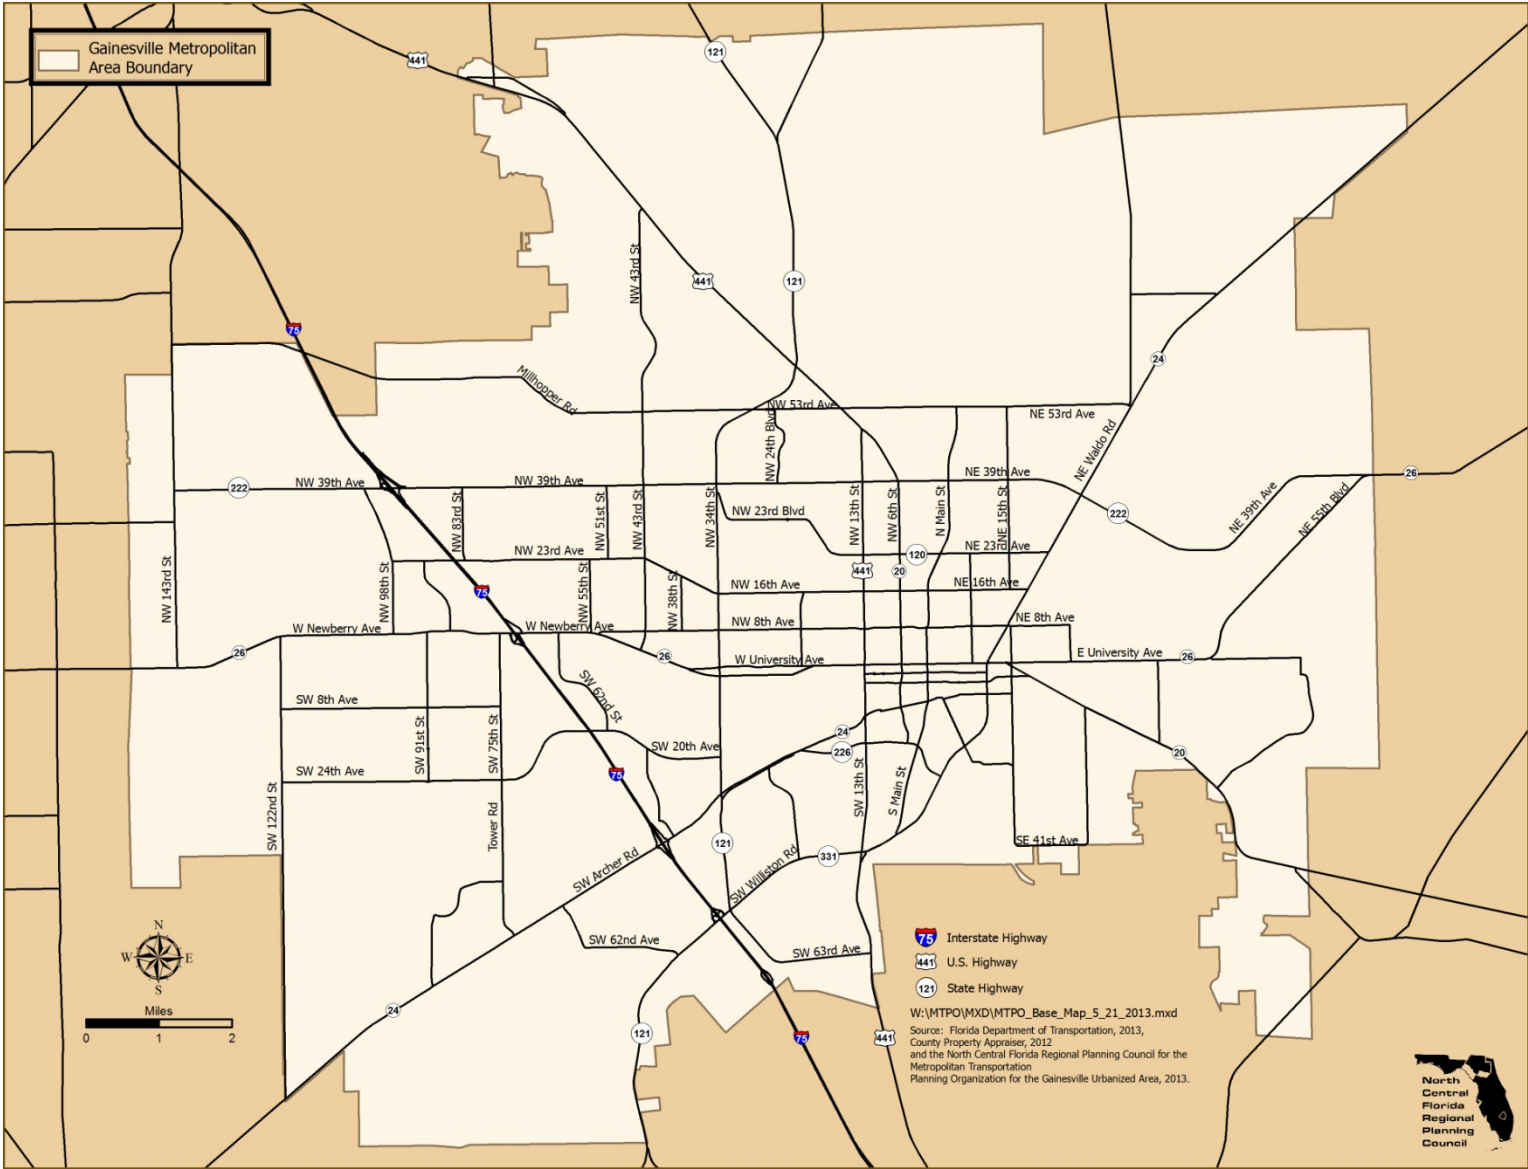 Gainesville Metropolitan
Area Boundary
441
121
NW 43rd St
441
121
75
24
Millhopper Rd
NW 53rd Ave
NE 53rd Ave
NW 24th Blvd
NE Waldo Rd
26
222
NW 39th Ave
NW 39th Ave
NE 39th Ave
NW 83rd St
NW 51st St
NW 43rd St
NW 34th St
NW 23rd Blvd
NW 13th St
NW 6th St
N Main St
NE 15th St
222
NE 39th Ave
NE 55th Blvd
NW 23rd Ave
120
NE 23rd Ave
NW 143rd St
NW 98th St
75
NW 55th St
NW 38th St
NW 16th Ave
441
20
NE 16th Ave
W Newberry Ave
W Newberry Ave
NW 8th Ave
NE 8th Ave
26
26
W University Ave
E University Ave
26
SW 62nd St
SW 8th Ave
SW 91st St
SW 75th St
SW 20th Ave
24
226
20
SW 24th Ave
75
SW 122nd St
Tower Rd
SW 13th St
S Main St
SW Archer Rd
121
SW Williston Rd
331
SE 41st Ave
SW 62nd Ave
SW 63rd Ave
24
121
75
441
N
W
E
S
Miles
0
1
2
75
Interstate Highway
441
U.S. Highway
121
State Highway
W:\MTPO\MXD\MTPO_Base_Map_5_21_2013.mxd
Source: Florida Department of Transportation, 2013,
County Property Appraiser, 2012
and the North Central Florida Regional Planning Council for the
Metropolitan Transportation
Planning Organization for the Gainesville Urbanized Area, 2013.
North
Central
Florida
Regional
Planning
Council